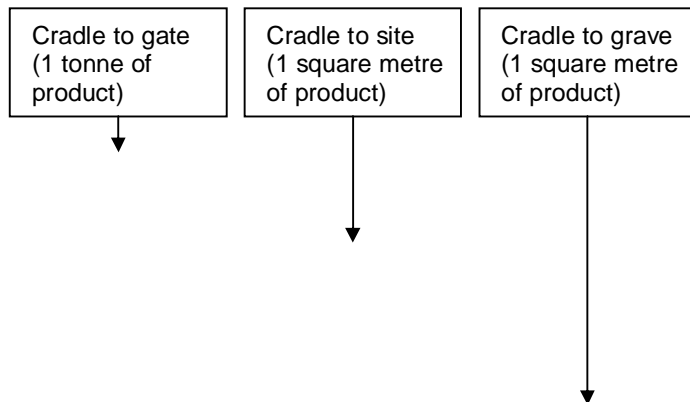 Cradle to gate
(1 tonne of
product)
Cradle to site
(1 square metre
of product)
Cradle to grave
(1 square metre
of product)